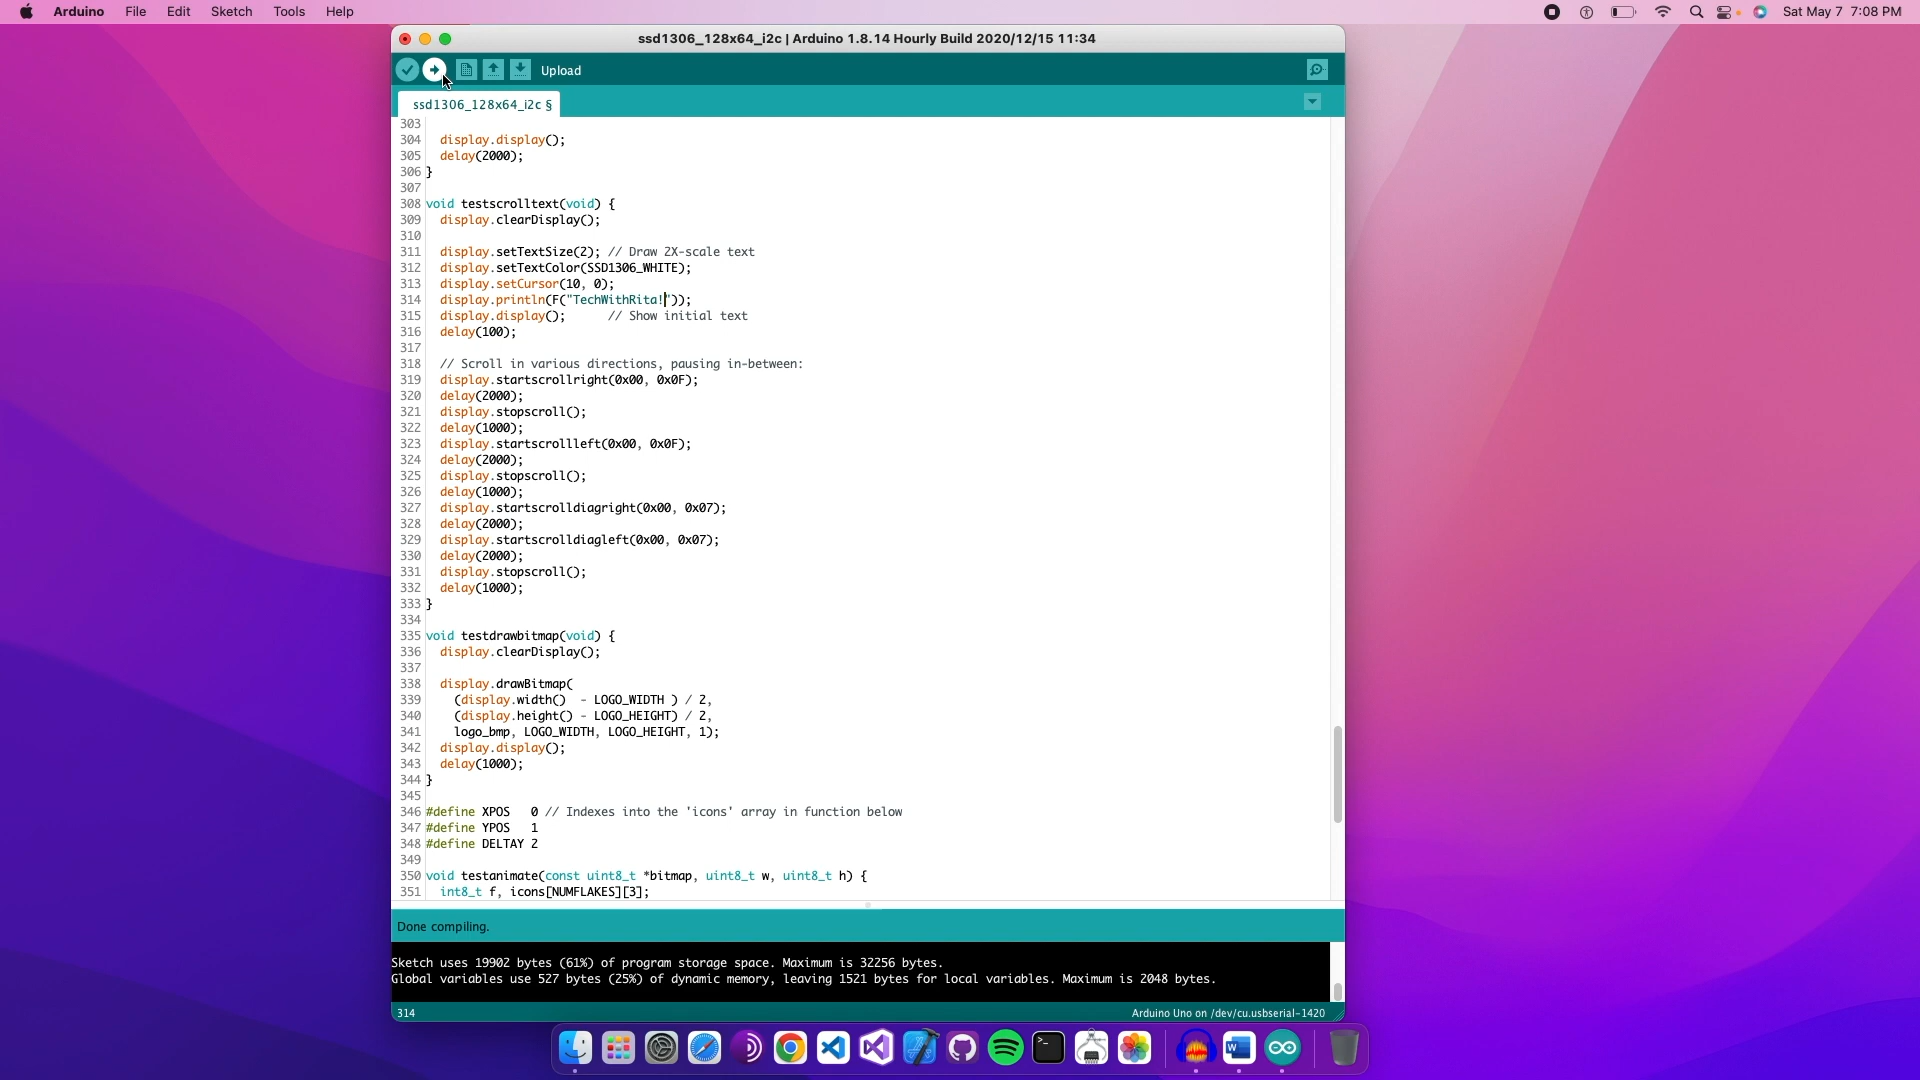 Arduino File Edit Sketch Tools Help Sat May 7 7:08 PM
ssd1306_128x64_i2c | Arduino 1.8.14 Hourly Build 2020/12/15 11:34
Upload
ssd1306_128x64_i2c §
303
304 display.display();
305 delay(2000);
306 }
307
308 void testscrolltext(void) {
309 display.clearDisplay();
310
311 display.setTextSize(2); // Draw 2X-scale text
312 display.setTextColor(SSD1306_WHITE);
313 display.setCursor(10, 0);
314 display.println(F("TechWithRita!"));
315 display.display();      // Show initial text
316 delay(100);
317
318 // Scroll in various directions, pausing in-between:
319 display.startscrollright(0x00, 0x0F);
320 delay(2000);
321 display.stopscroll();
322 delay(1000);
323 display.startscrollleft(0x00, 0x0F);
324 delay(2000);
325 display.stopscroll();
326 delay(1000);
327 display.startscrolldiagright(0x00, 0x07);
328 delay(2000);
329 display.startscrolldiagleft(0x00, 0x07);
330 delay(2000);
331 display.stopscroll();
332 delay(1000);
333 }
334
335 void testdrawbitmap(void) {
336 display.clearDisplay();
337
338 display.drawBitmap(
339 (display.width()  - LOGO_WIDTH ) / 2,
340 (display.height() - LOGO_HEIGHT) / 2,
341 logo_bmp, LOGO_WIDTH, LOGO_HEIGHT, 1);
342 display.display();
343 delay(1000);
344 }
345
346 #define XPOS   0 // Indexes into the 'icons' array in function below
347 #define YPOS   1
348 #define DELTAY 2
349
350 void testanimate(const uint8_t *bitmap, uint8_t w, uint8_t h) {
351 int8_t f, icons[NUMFLAKES][3];
Done compiling.
Sketch uses 19902 bytes (61%) of program storage space. Maximum is 32256 bytes.
Global variables use 527 bytes (25%) of dynamic memory, leaving 1521 bytes for local variables. Maximum is 2048 bytes.
314 Arduino Uno on /dev/cu.usbserial-1420